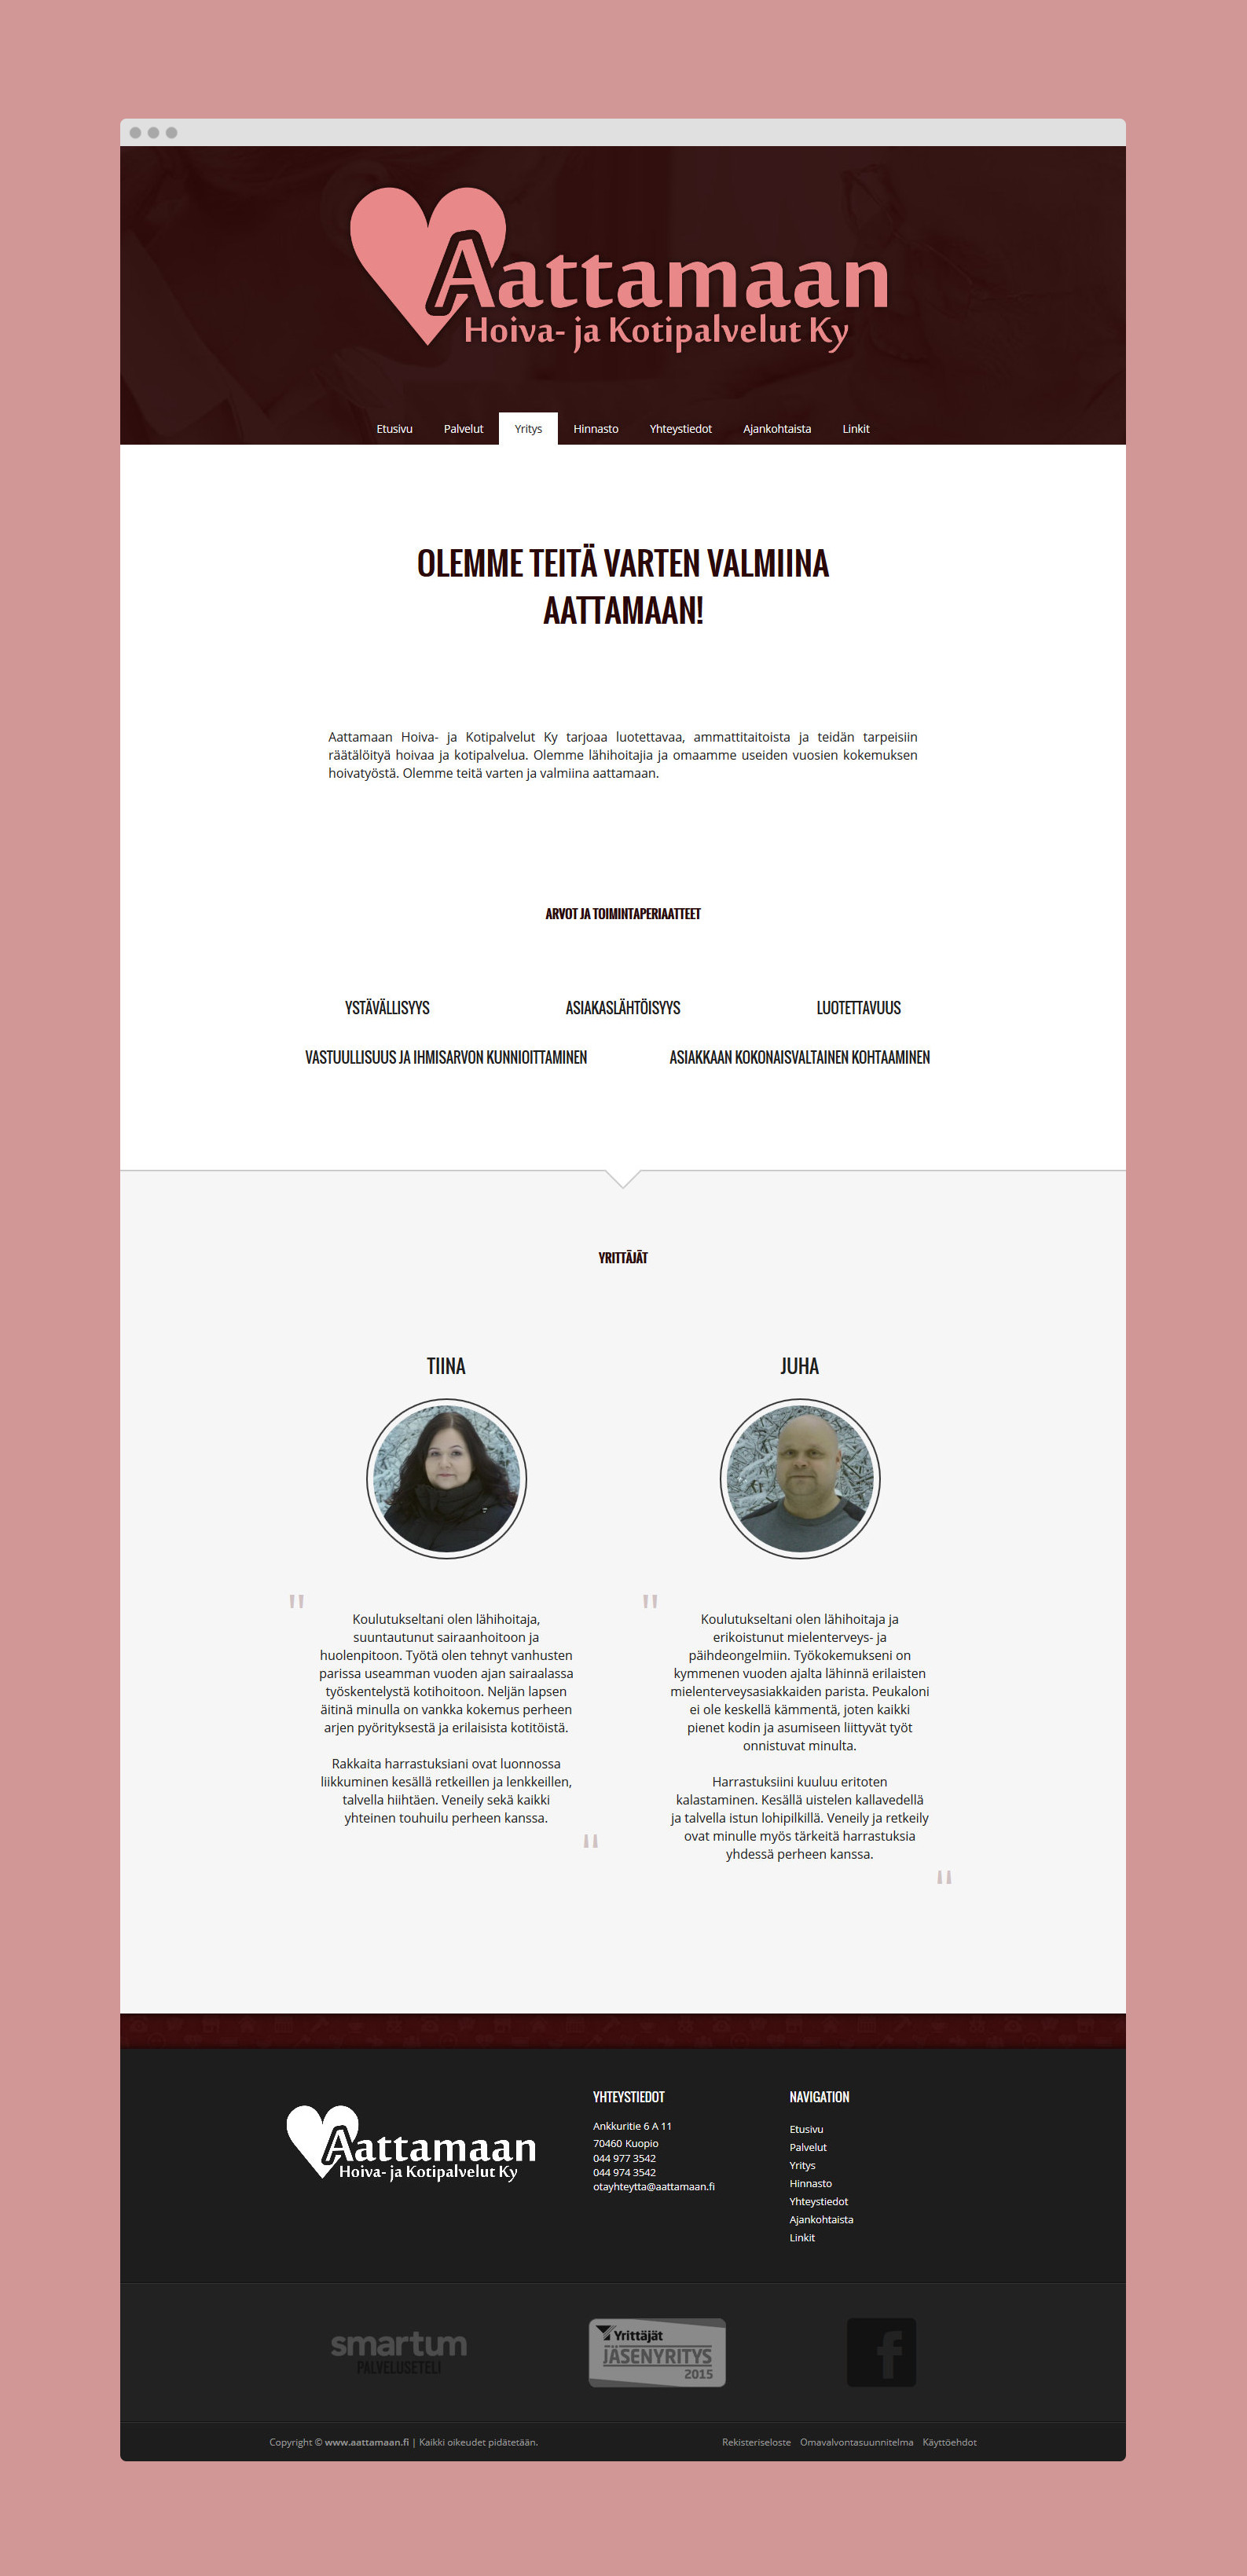 Aattamaan
Hoiva- ja Kotipalvelut Ky
Etusivu Palvelut Yritys Hinnasto Yhteystiedot Ajankohtaista Linkit
OLEMME TEITÄ VARTEN VALMIINA
AATTAMAAN!
Aattamaan Hoiva- ja Kotipalvelut Ky tarjoaa luotettavaa, ammattitaitoista ja teidän tarpeisiin
räätälöityä hoivaa ja kotipalvelua. Olemme lähihoitajia ja omaamme useiden vuosien kokemuksen
hoivatyöstä. Olemme teitä varten ja valmiina aattamaan.
ARVOT JA TOIMINTAPERIAATTEET
YSTÄVÄLLISYYS ASIAKASLÄHTÖISYYS LUOTETTAVUUS
VASTUULLISUUS JA IHMISARVON KUNNIOITTAMINEN ASIAKKAAN KOKONAISVALTAINEN KOHTAAMINEN
YRITTÄJÄT
TIINA
"
Koulutukseltani olen lähihoitaja,
suuntautunut sairaanhoitoon ja
huolenpitoon. Työtä olen tehnyt vanhusten
parissa useamman vuoden ajan sairaalassa
työskentelystä kotihoitoon. Neljän lapsen
äitinä minulla on vankka kokemus perheen
arjen pyörityksestä ja erilaisista kotitöistä.
Rakkaita harrastuksiani ovat luonnossa
liikkuminen kesällä retkeillen ja lenkkeillen,
talvella hiihtäen. Veneily sekä kaikki
yhteinen touhuilu perheen kanssa.
"
JUHA
"
Koulutukseltani olen lähihoitaja ja
erikoistunut mielenterveys- ja
päihdeongelmiin. Työkokemukseni on
kymmenen vuoden ajalta lähinnä erilaisten
mielenterveysasiakkaiden parista. Peukaloni
ei ole keskellä kämmentä, joten kaikki
pienet kodin ja asumiseen liittyvät työt
onnistuvat minulta.
Harrastuksiini kuuluu eritoten
kalastaminen. Kesällä uistelen kallavedellä
ja talvella istun lohipilkillä. Veneily ja retkeily
ovat minulle myös tärkeitä harrastuksia
yhdessä perheen kanssa.
"
Aattamaan
Hoiva- ja Kotipalvelut Ky
YHTEYSTIEDOT
Ankkuritie 6 A 11
70460 Kuopio
044 977 3542
044 974 3542
otayhteytta@aattamaan.fi
NAVIGATION
Etusivu
Palvelut
Yritys
Hinnasto
Yhteystiedot
Ajankohtaista
Linkit
smartum
PALVELUSETELI
Yrittäjät
JÄSENYRITYS
2015
f
Copyright © www.aattamaan.fi | Kaikki oikeudet pidätetään.
Rekisteriseloste Omavalvontasuunnitelma Käyttöehdot